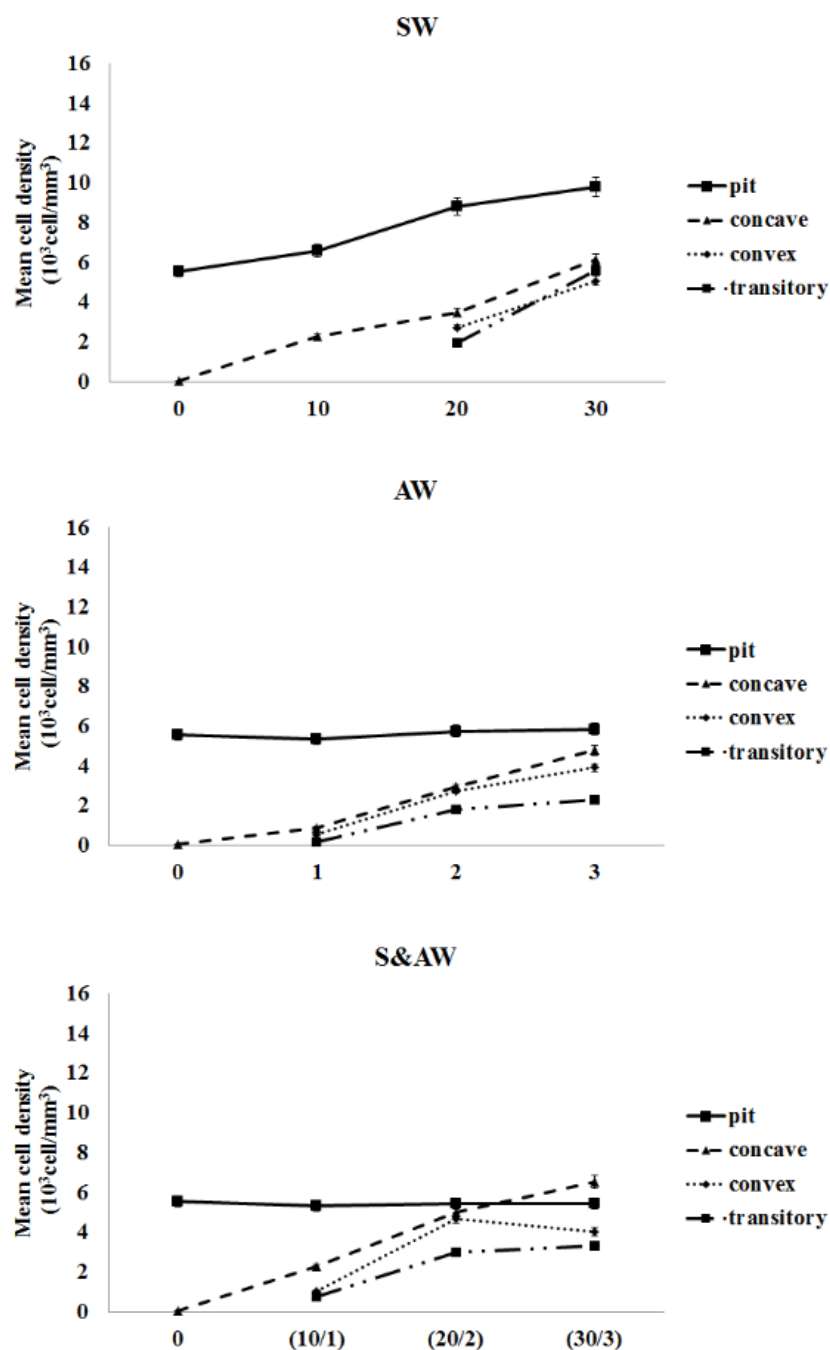 SW
Mean cell density
(10³cell/mm³)
16
14
12
10
8
6
4
2
0
0 10 20 30
pit
concave
convex
transitory
AW
Mean cell density
(10³cell/mm³)
16
14
12
10
8
6
4
2
0
0 1 2 3
pit
concave
convex
transitory
S&AW
Mean cell density
(10³cell/mm³)
16
14
12
10
8
6
4
2
0
0 (10/1) (20/2) (30/3)
pit
concave
convex
transitory